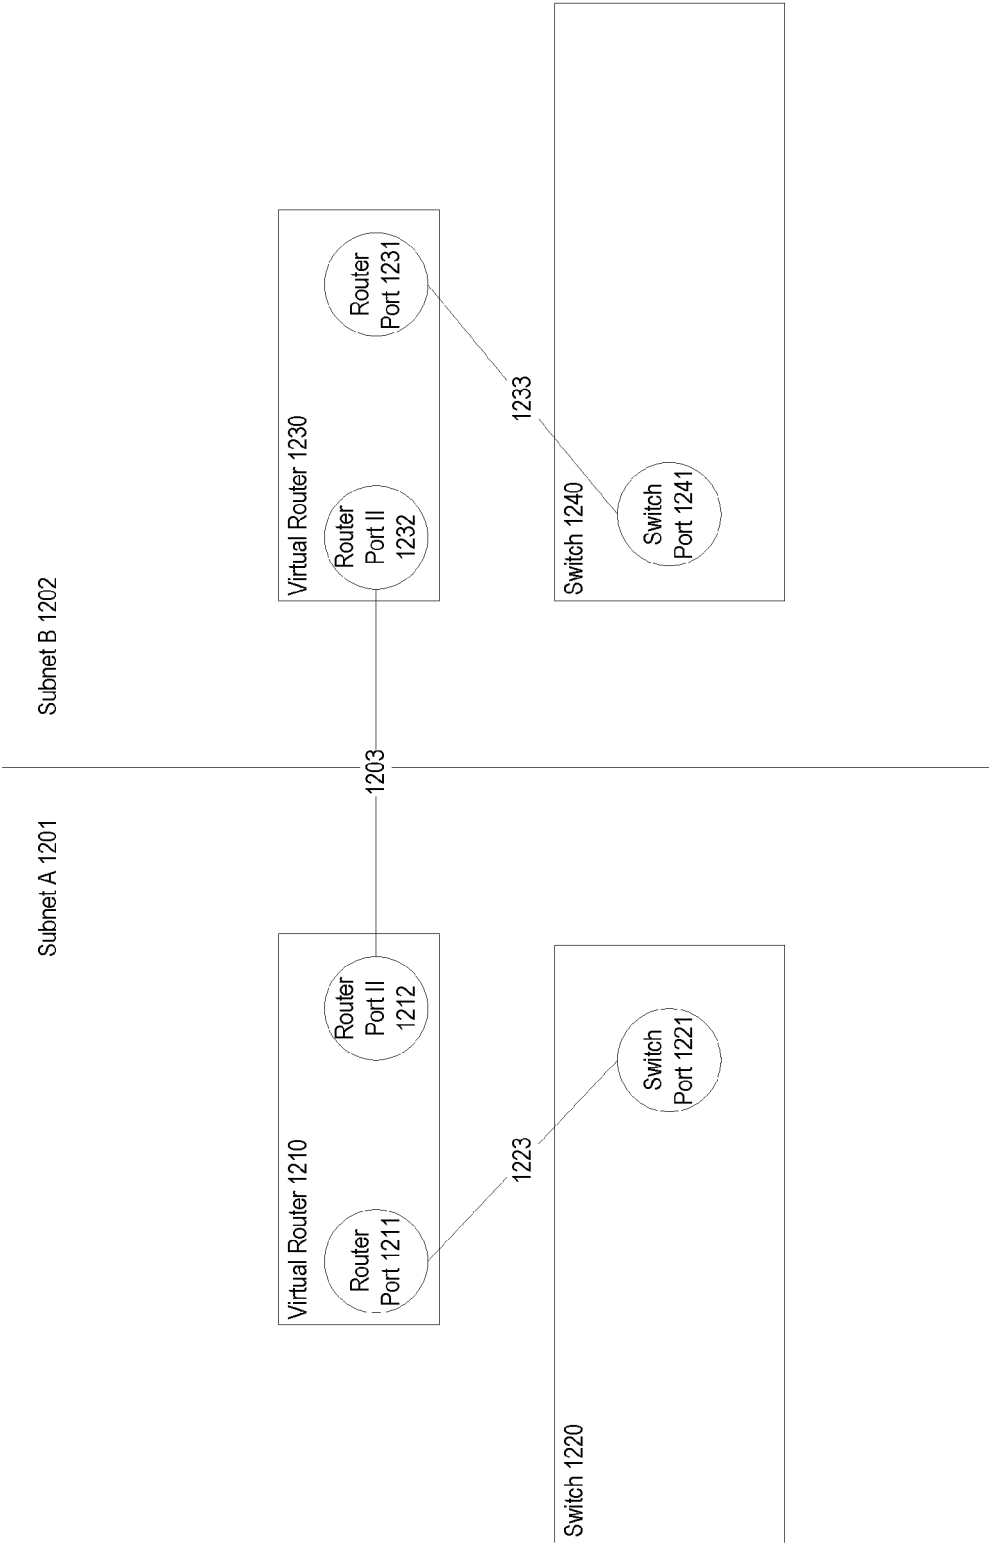 Subnet A 1201
Subnet B 1202
Virtual Router 1210
Router
Port 1211
Router
Port II
1212
1203
Virtual Router 1230
Router
Port II
1232
Router
Port 1231
1223
1233
Switch 1220
Switch
Port 1221
Switch 1240
Switch
Port 1241